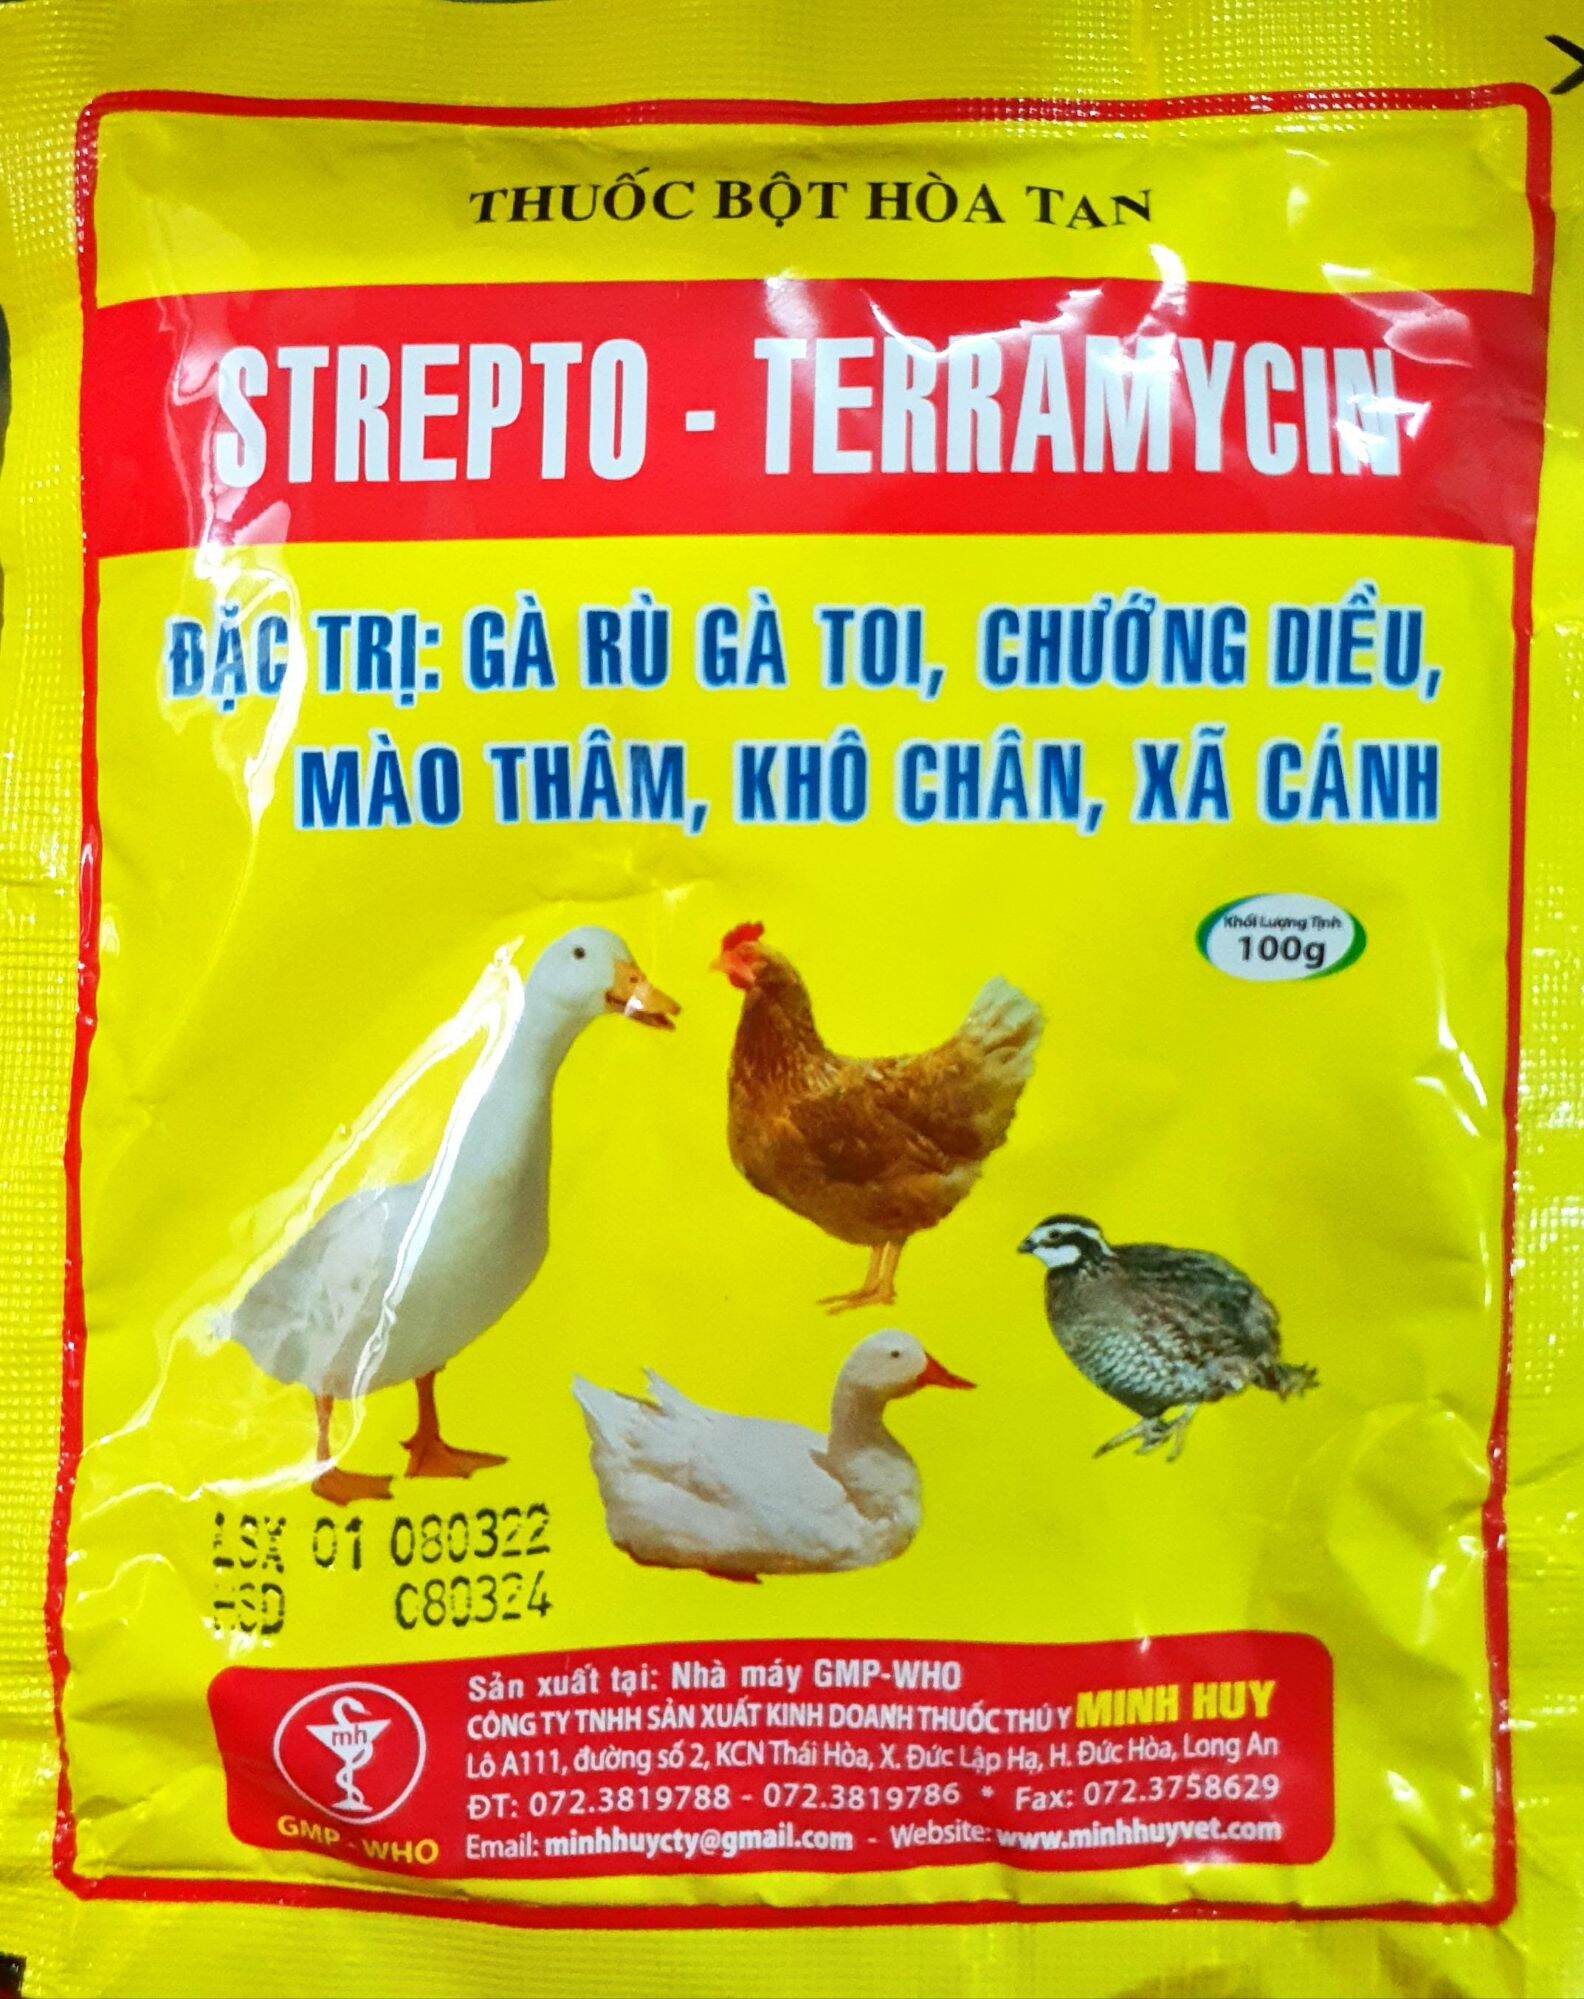 THUỐC BỘT HÒA TAN
STREPTO - TERRAMYCIN
ĐẶC TRỊ: GÀ RÙ GÀ TOI, CHƯỚNG DIỀU,
MÀO THÂM, KHÔ CHÂN, XÃ CÁNH
Khối Lượng Tịnh
100g
LSX 01 080322
HSD 080324
mh
GMP - WHO
Sản xuất tại: Nhà máy GMP-WHO
CÔNG TY TNHH SẢN XUẤT KINH DOANH THUỐC THÚ Y MINH HUY
Lô A111, đường số 2, KCN Thái Hòa, X. Đức Lập Hạ, H. Đức Hòa, Long An
ĐT: 072.3819788 - 072.3819786 * Fax: 072.3758629
Email: minhhuycty@gmail.com - Website: www.minhhuyvet.com